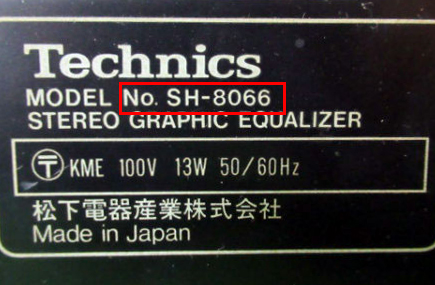 Technics
MODEL No. SH-8066
STEREO GRAPHIC EQUALIZER
〒 KME 100V 13W 50/60Hz
松下電器産業株式会社
Made in Japan